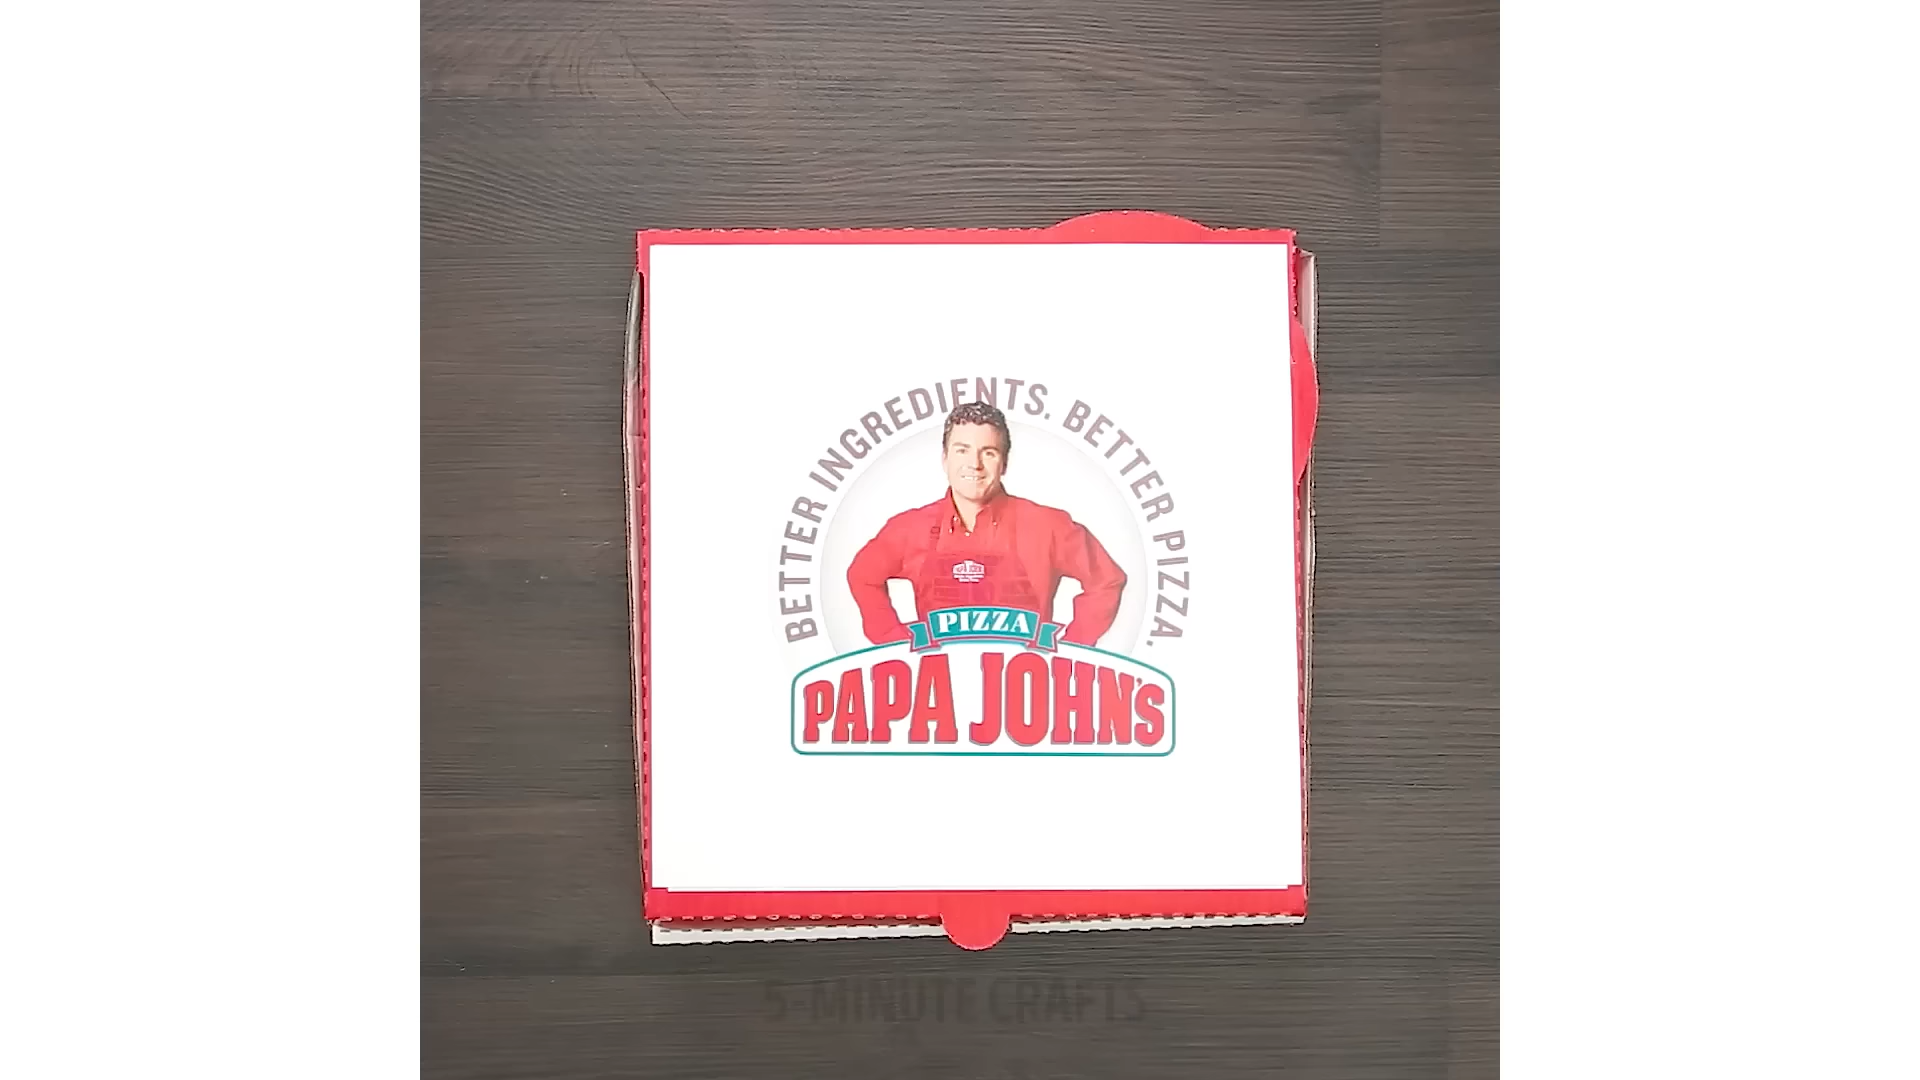 BETTER INGREDIENTS. BETTER PIZZA.
PIZZA
PAPA JOHN'S
5-MINUTE CRAFTS